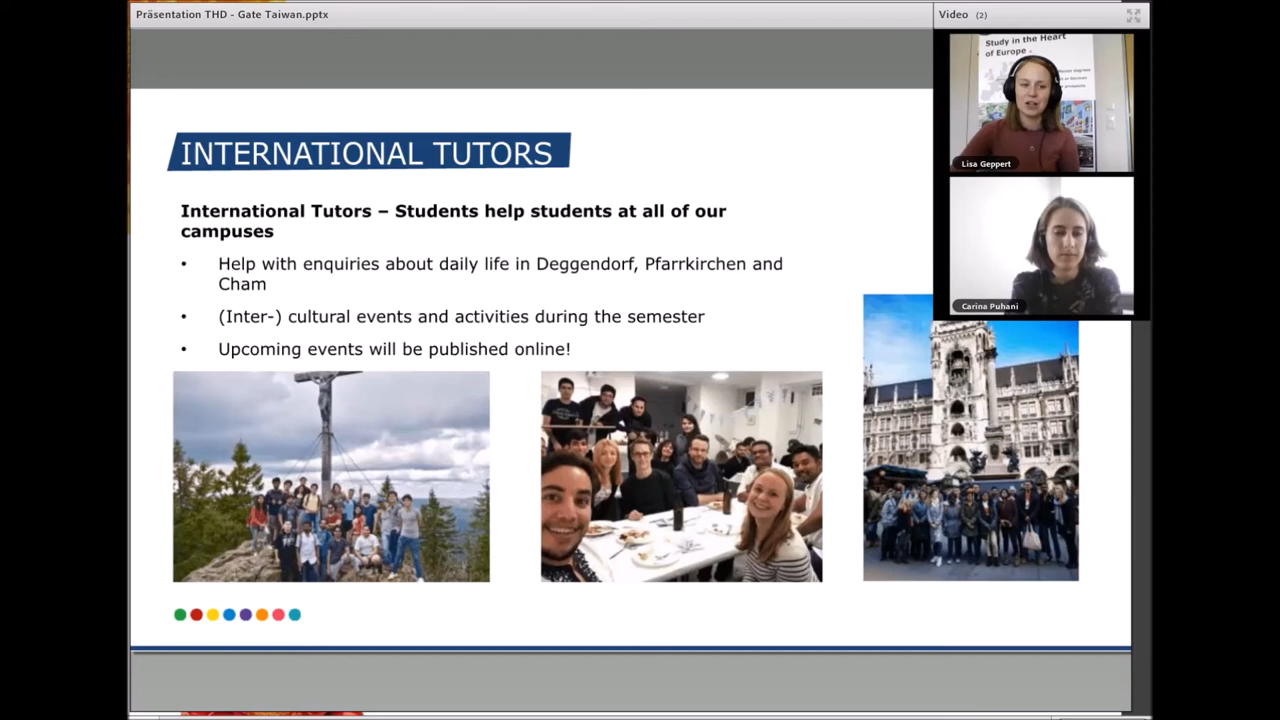 Präsentation THD - Gate Taiwan.pptx
Video (2)
Study in the Heart
of Europe
Lisa Geppert
Carina Puhani
INTERNATIONAL TUTORS
International Tutors – Students help students at all of our
campuses
• Help with enquiries about daily life in Deggendorf, Pfarrkirchen and
Cham
• (Inter-) cultural events and activities during the semester
• Upcoming events will be published online!